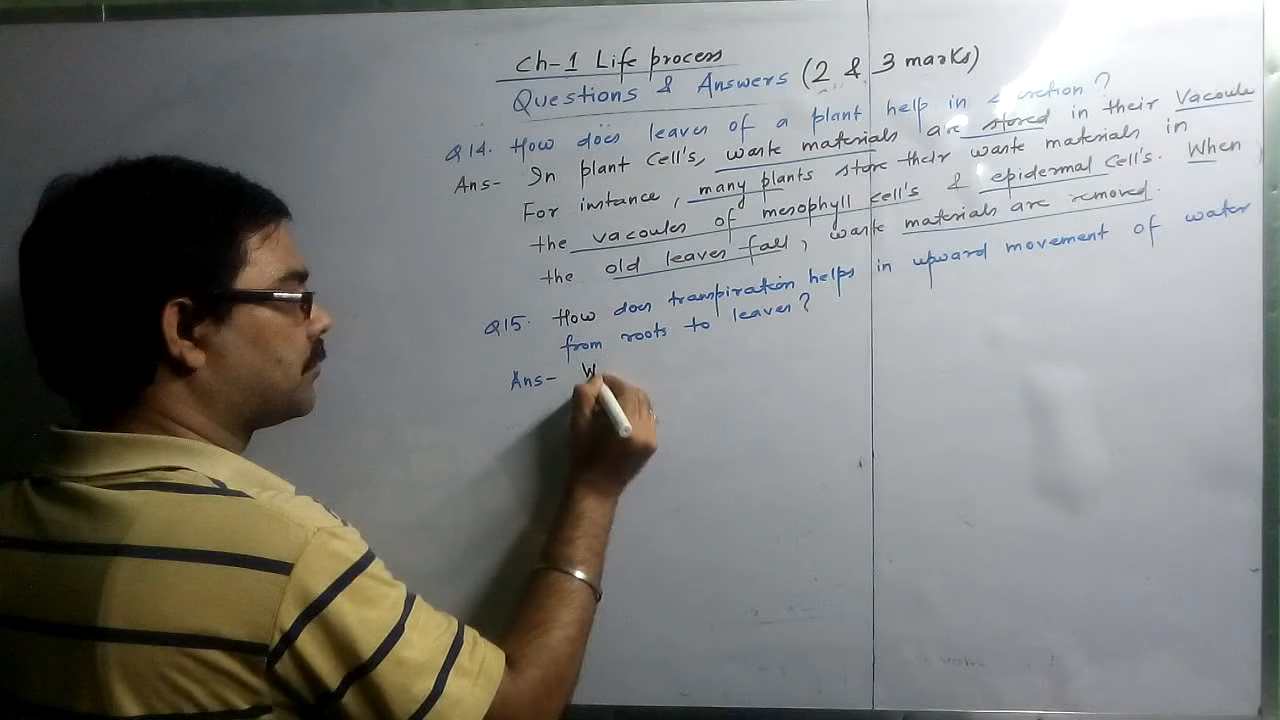 Ch-1 Life process
Questions & Answers (2 & 3 marks)
Q14. How does leaves of a plant help in excretion?
Ans- In plant cell's, waste materials are stored in their vacoule
For instance, many plants store their waste materials in
the vacoules of mesophyll cell's & epidermal cell's. When
the old leaves fall, waste materials are removed.
Q15. How does transpiration helps in upward movement of water
from roots to leaves?
Ans- W